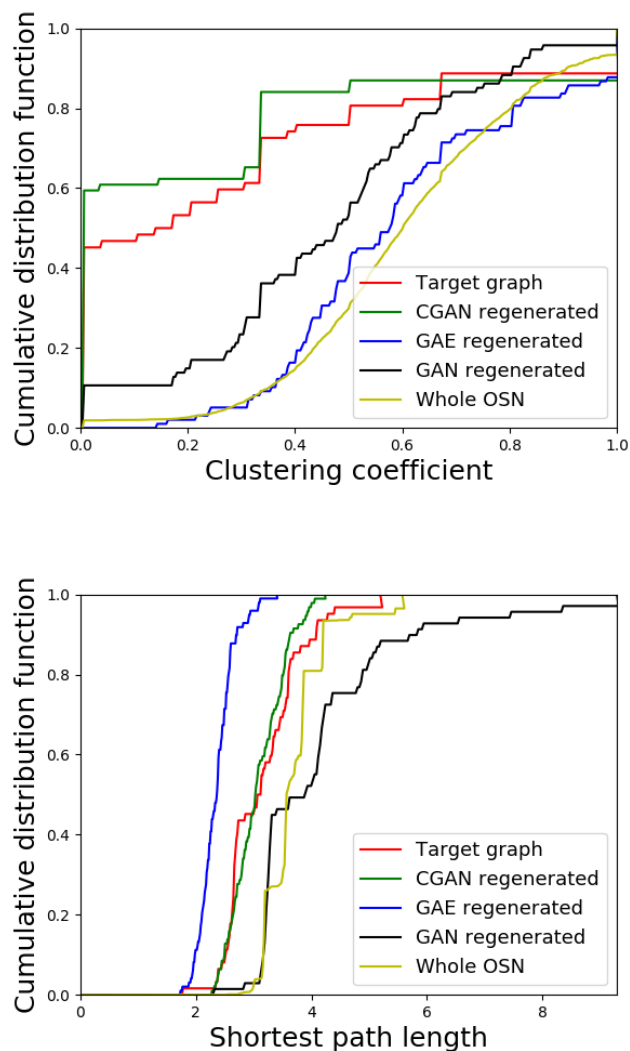 1.0
0.8
0.6
0.4
0.2
0.0
Cumulative distribution function
Target graph
CGAN regenerated
GAE regenerated
GAN regenerated
Whole OSN
0.0 0.2 0.4 0.6 0.8 1.0
Clustering coefficient
1.0
0.8
0.6
0.4
0.2
0.0
Cumulative distribution function
Target graph
CGAN regenerated
GAE regenerated
GAN regenerated
Whole OSN
0 2 4 6 8
Shortest path length